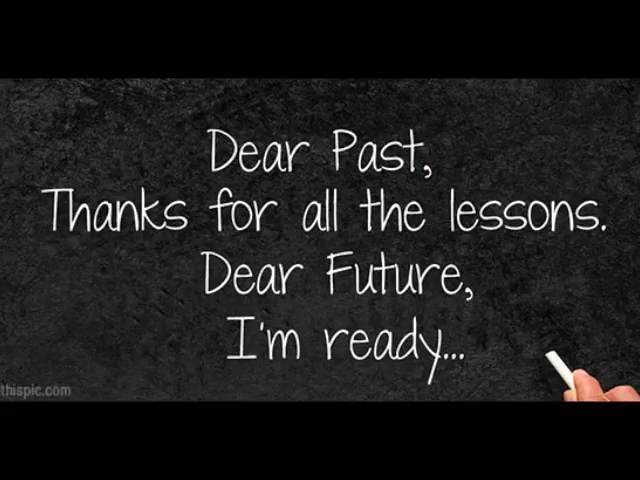 Dear Past,
Thanks for all the lessons.
Dear Future,
I'm ready...
thispic.com